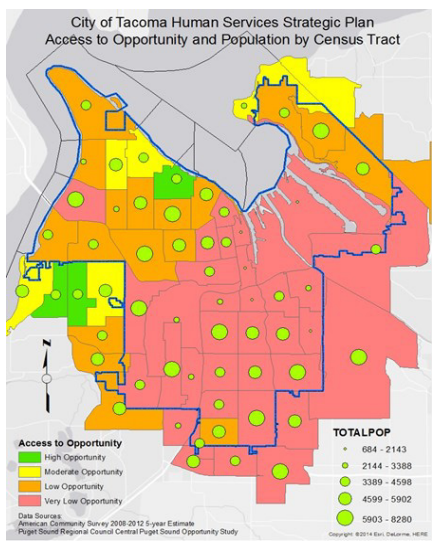 City of Tacoma Human Services Strategic Plan
Access to Opportunity and Population by Census Tract
N
Access to Opportunity
High Opportunity
Moderate Opportunity
Low Opportunity
Very Low Opportunity
Data Sources:
American Community Survey 2008-2012 5-year Estimate
Puget Sound Regional Council Central Puget Sound Opportunity Study
TOTALPOP
684 - 2143
2144 - 3388
3389 - 4598
4599 - 5902
5903 - 8280
Copyright: ©2014 Esri, DeLorme, HERE